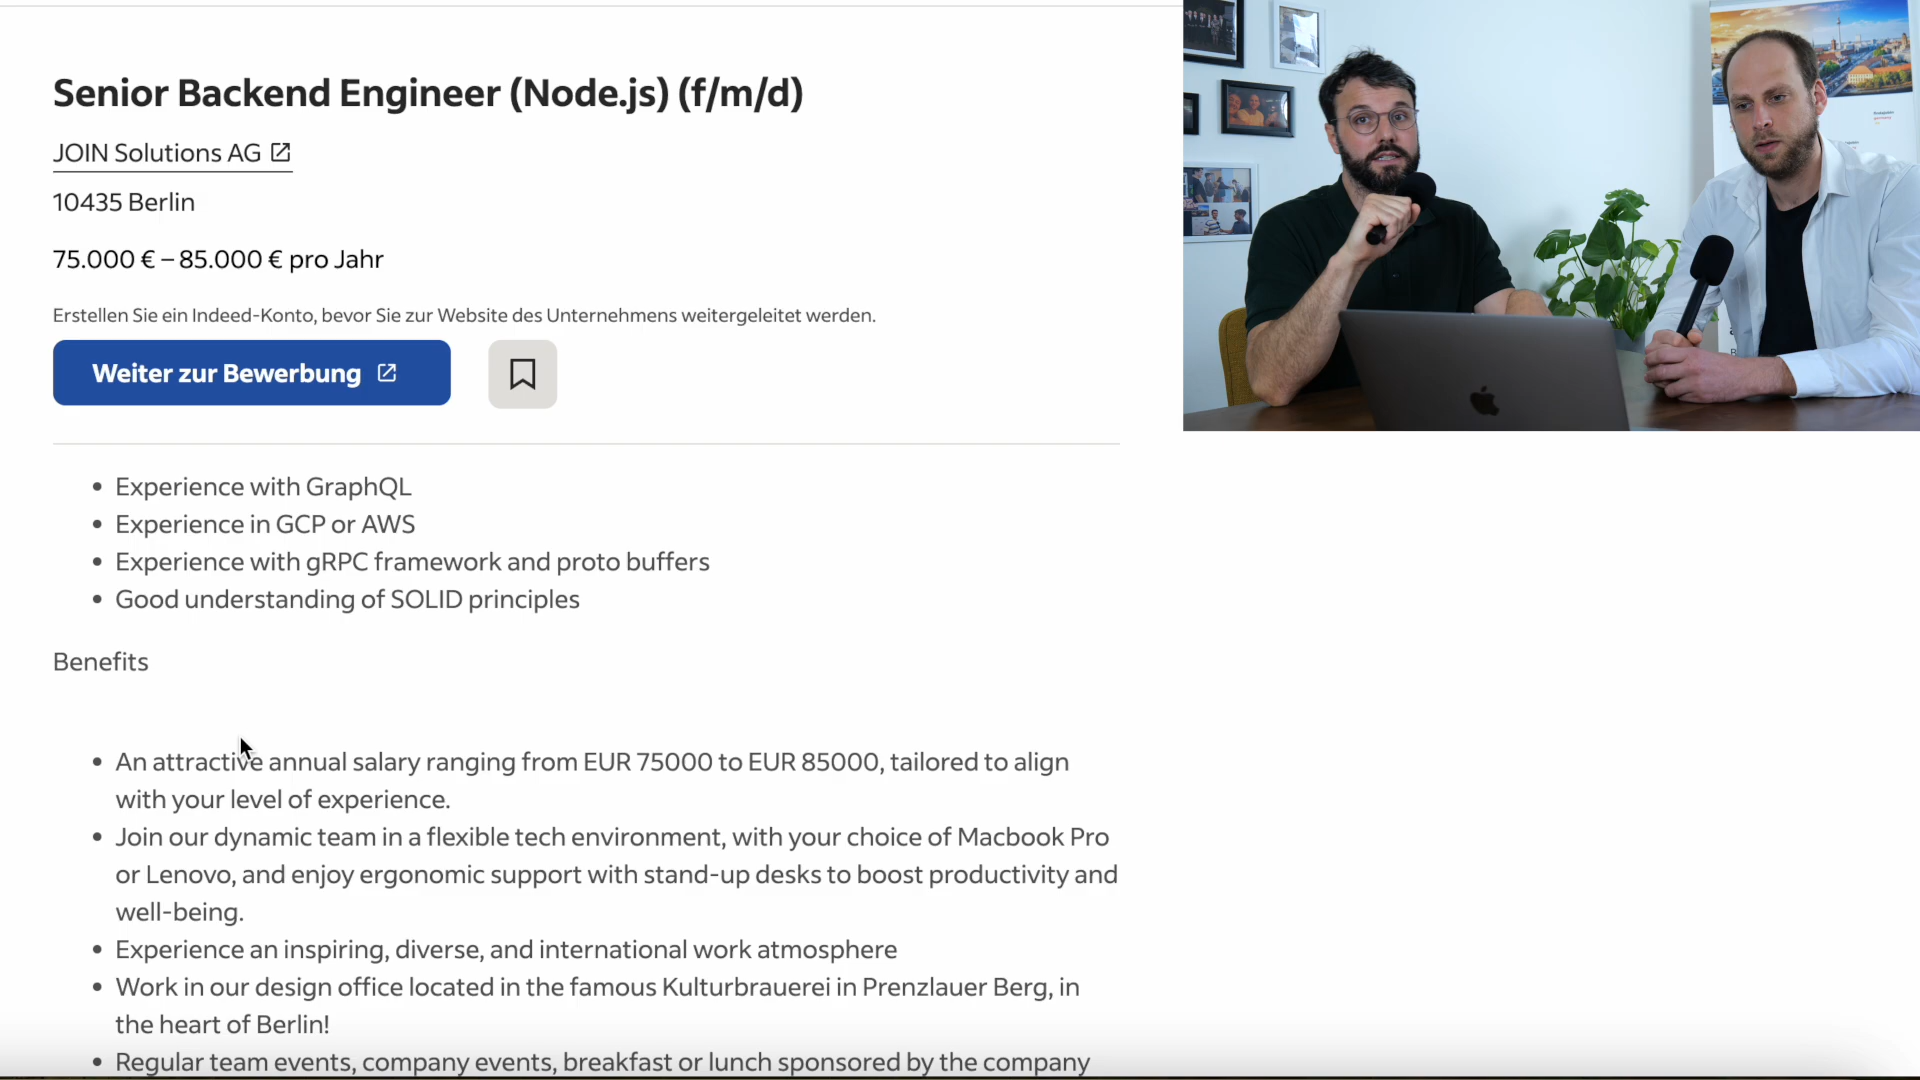 Senior Backend Engineer (Node.js) (f/m/d)
JOIN Solutions AG
10435 Berlin
75.000 € – 85.000 € pro Jahr
Erstellen Sie ein Indeed-Konto, bevor Sie zur Website des Unternehmens weitergeleitet werden.
Weiter zur Bewerbung
• Experience with GraphQL
• Experience in GCP or AWS
• Experience with gRPC framework and proto buffers
• Good understanding of SOLID principles
Benefits
• An attractive annual salary ranging from EUR 75000 to EUR 85000, tailored to align
with your level of experience.
• Join our dynamic team in a flexible tech environment, with your choice of Macbook Pro
or Lenovo, and enjoy ergonomic support with stand-up desks to boost productivity and
well-being.
• Experience an inspiring, diverse, and international work atmosphere
• Work in our design office located in the famous Kulturbrauerei in Prenzlauer Berg, in
the heart of Berlin!
• Regular team events, company events, breakfast or lunch sponsored by the company